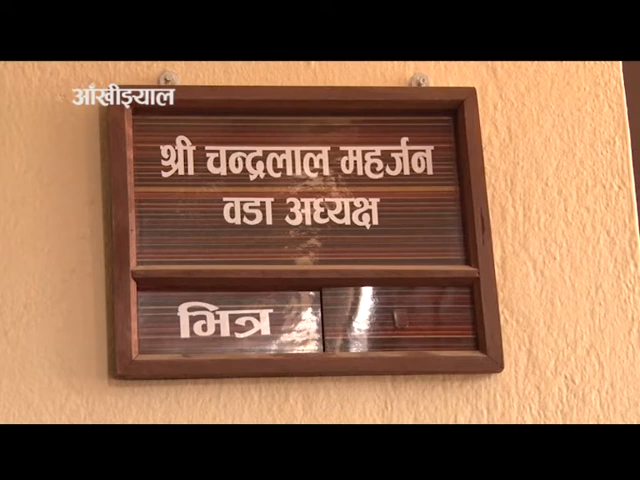 आँखीझ्याल
श्री चन्द्रलाल महर्जन
वडा अध्यक्ष
भित्र